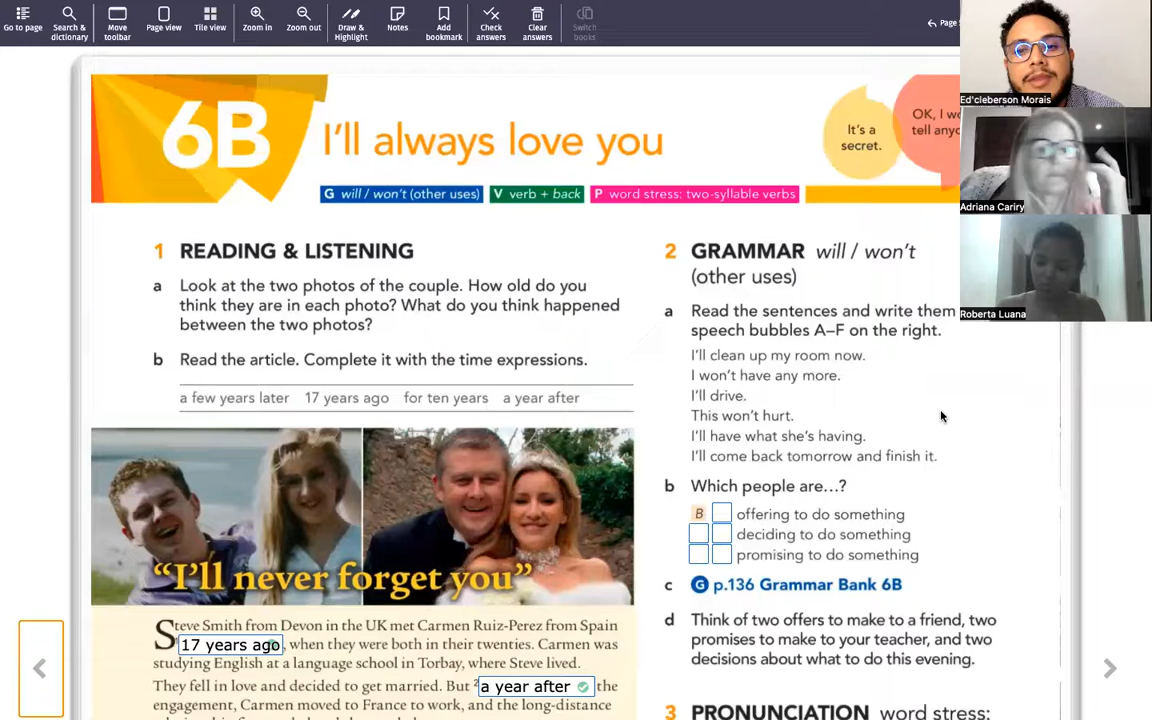 Go to page
Search & dictionary
Move toolbar
Page view
Tile view
Zoom in
Zoom out
Draw & Highlight
Notes
Add bookmark
Check answers
Clear answers
Switch books
Page
Ed'cleberson Morais
Adriana Cariry
Roberta Luana
6B
I'll always love you
It's a
secret.
OK, I
tell
G will / won't (other uses)
V verb + back
P word stress: two-syllable verbs
1 READING & LISTENING
a Look at the two photos of the couple. How old do you
think they are in each photo? What do you think happened
between the two photos?
b Read the article. Complete it with the time expressions.
a few years later 17 years ago for ten years a year after
"I'll never forget you"
Steve Smith from Devon in the UK met Carmen Ruiz-Perez from Spain
17 years ago, when they were both in their twenties. Carmen was
studying English at a language school in Torbay, where Steve lived.
They fell in love and decided to get married. But 2 a year after the
engagement, Carmen moved to France to work, and the long-distance
2 GRAMMAR will / won't
(other uses)
a Read the sentences and write them
speech bubbles A–F on the right.
I'll clean up my room now.
I won't have any more.
I'll drive.
This won't hurt.
I'll have what she's having.
I'll come back tomorrow and finish it.
b Which people are…?
B offering to do something
deciding to do something
promising to do something
c G p.136 Grammar Bank 6B
d Think of two offers to make to a friend, two
promises to make to your teacher, and two
decisions about what to do this evening.
3 PRONUNCIATION word stress: